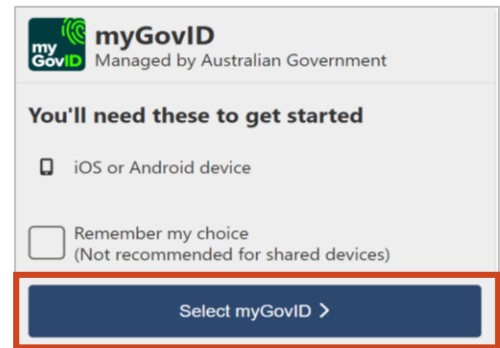 my
GovID
myGovID
Managed by Australian Government
You'll need these to get started
iOS or Android device
Remember my choice
(Not recommended for shared devices)
Select myGovID >